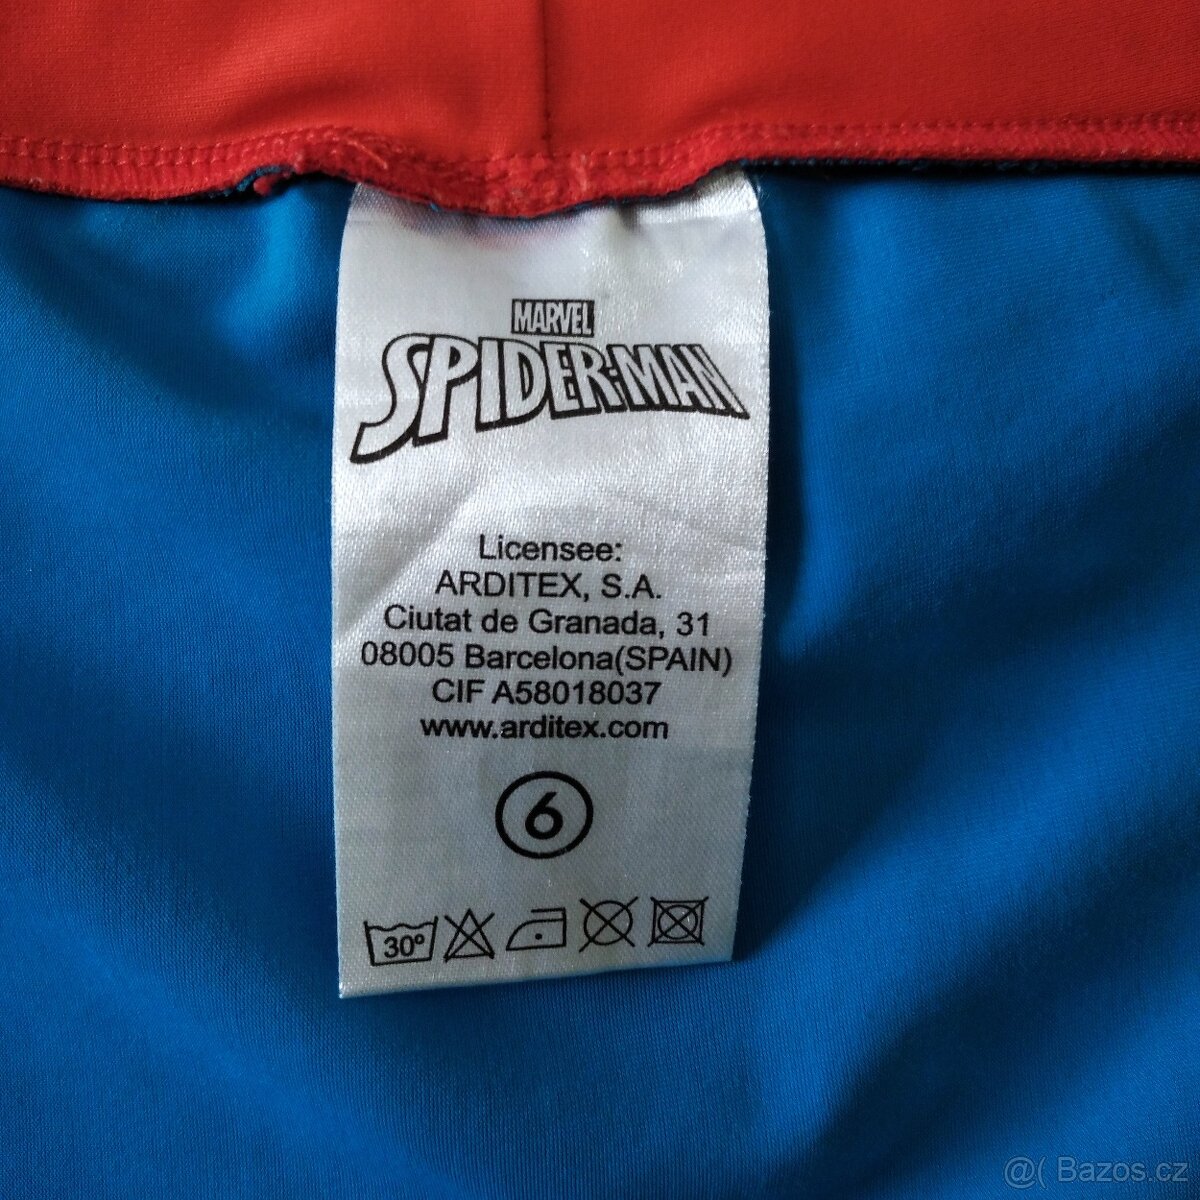 MARVEL
SPIDER-MAN
Licensee:
ARDITEX, S.A.
Ciutat de Granada, 31
08005 Barcelona(SPAIN)
CIF A58018037
www.arditex.com
6
30º
@( Bazos.cz